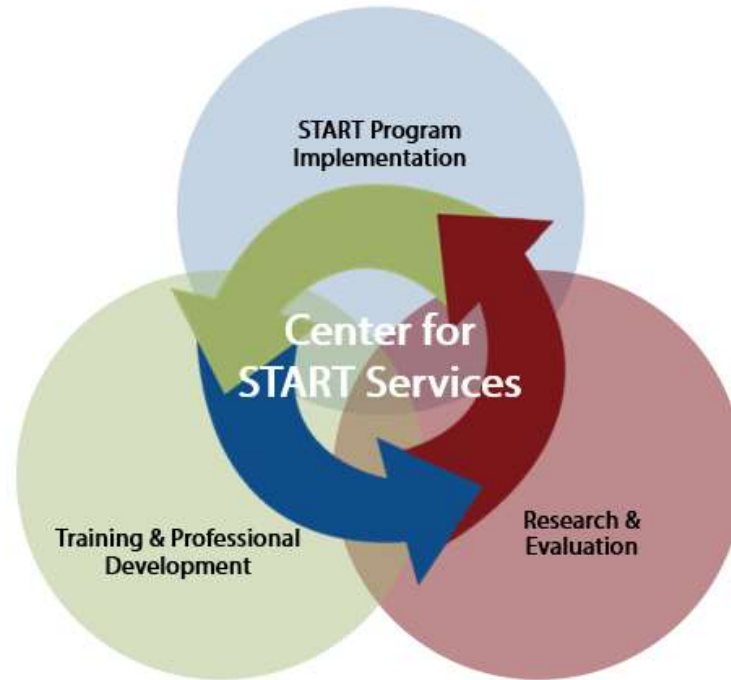 START Program
Implementation
Center for
START Services
Training & Professional
Development
Research &
Evaluation